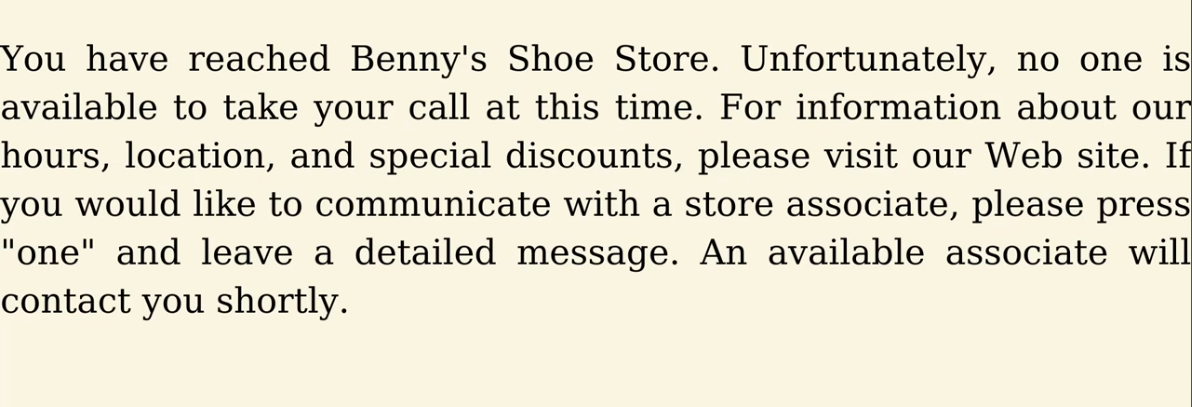 You have reached Benny's Shoe Store. Unfortunately, no one is
available to take your call at this time. For information about our
hours, location, and special discounts, please visit our Web site. If
you would like to communicate with a store associate, please press
"one" and leave a detailed message. An available associate will
contact you shortly.